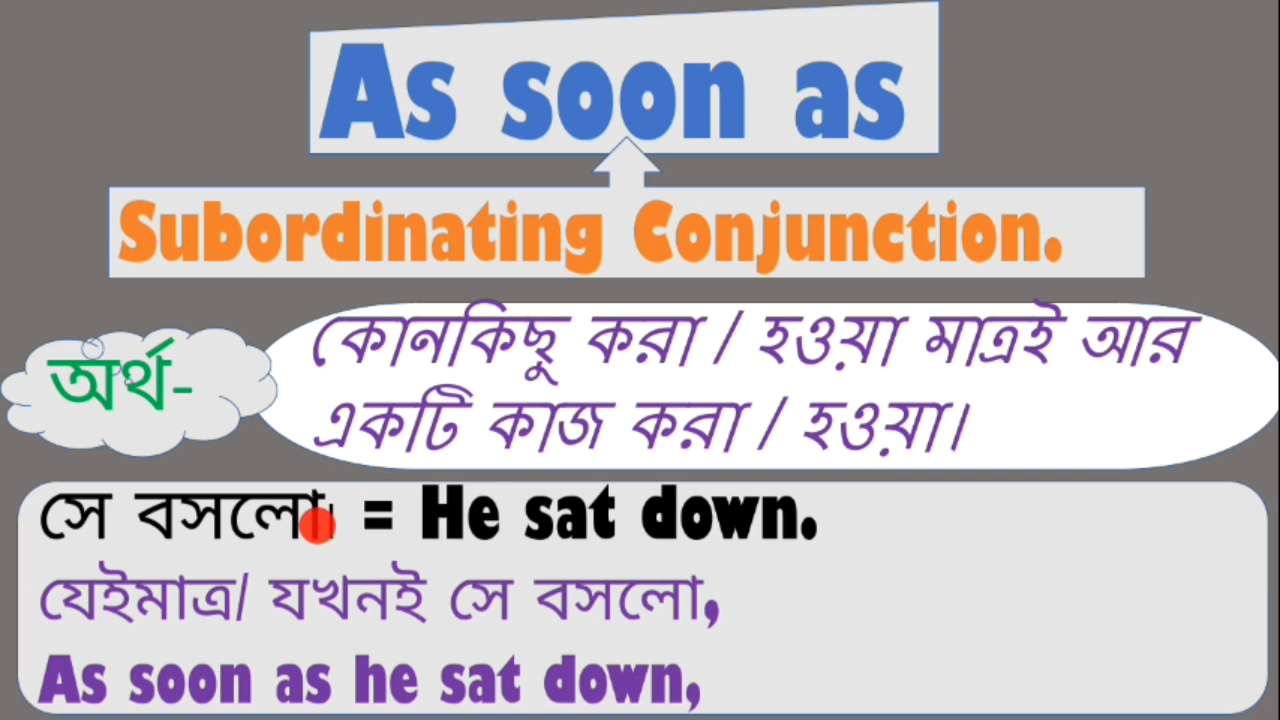 As soon as
Subordinating Conjunction.
অর্থ-
কোনকিছু করা / হওয়া মাত্রই আর
একটি কাজ করা / হওয়া।
সে বসলো। = He sat down.
যেইমাত্র/ যখনই সে বসলো,
As soon as he sat down,